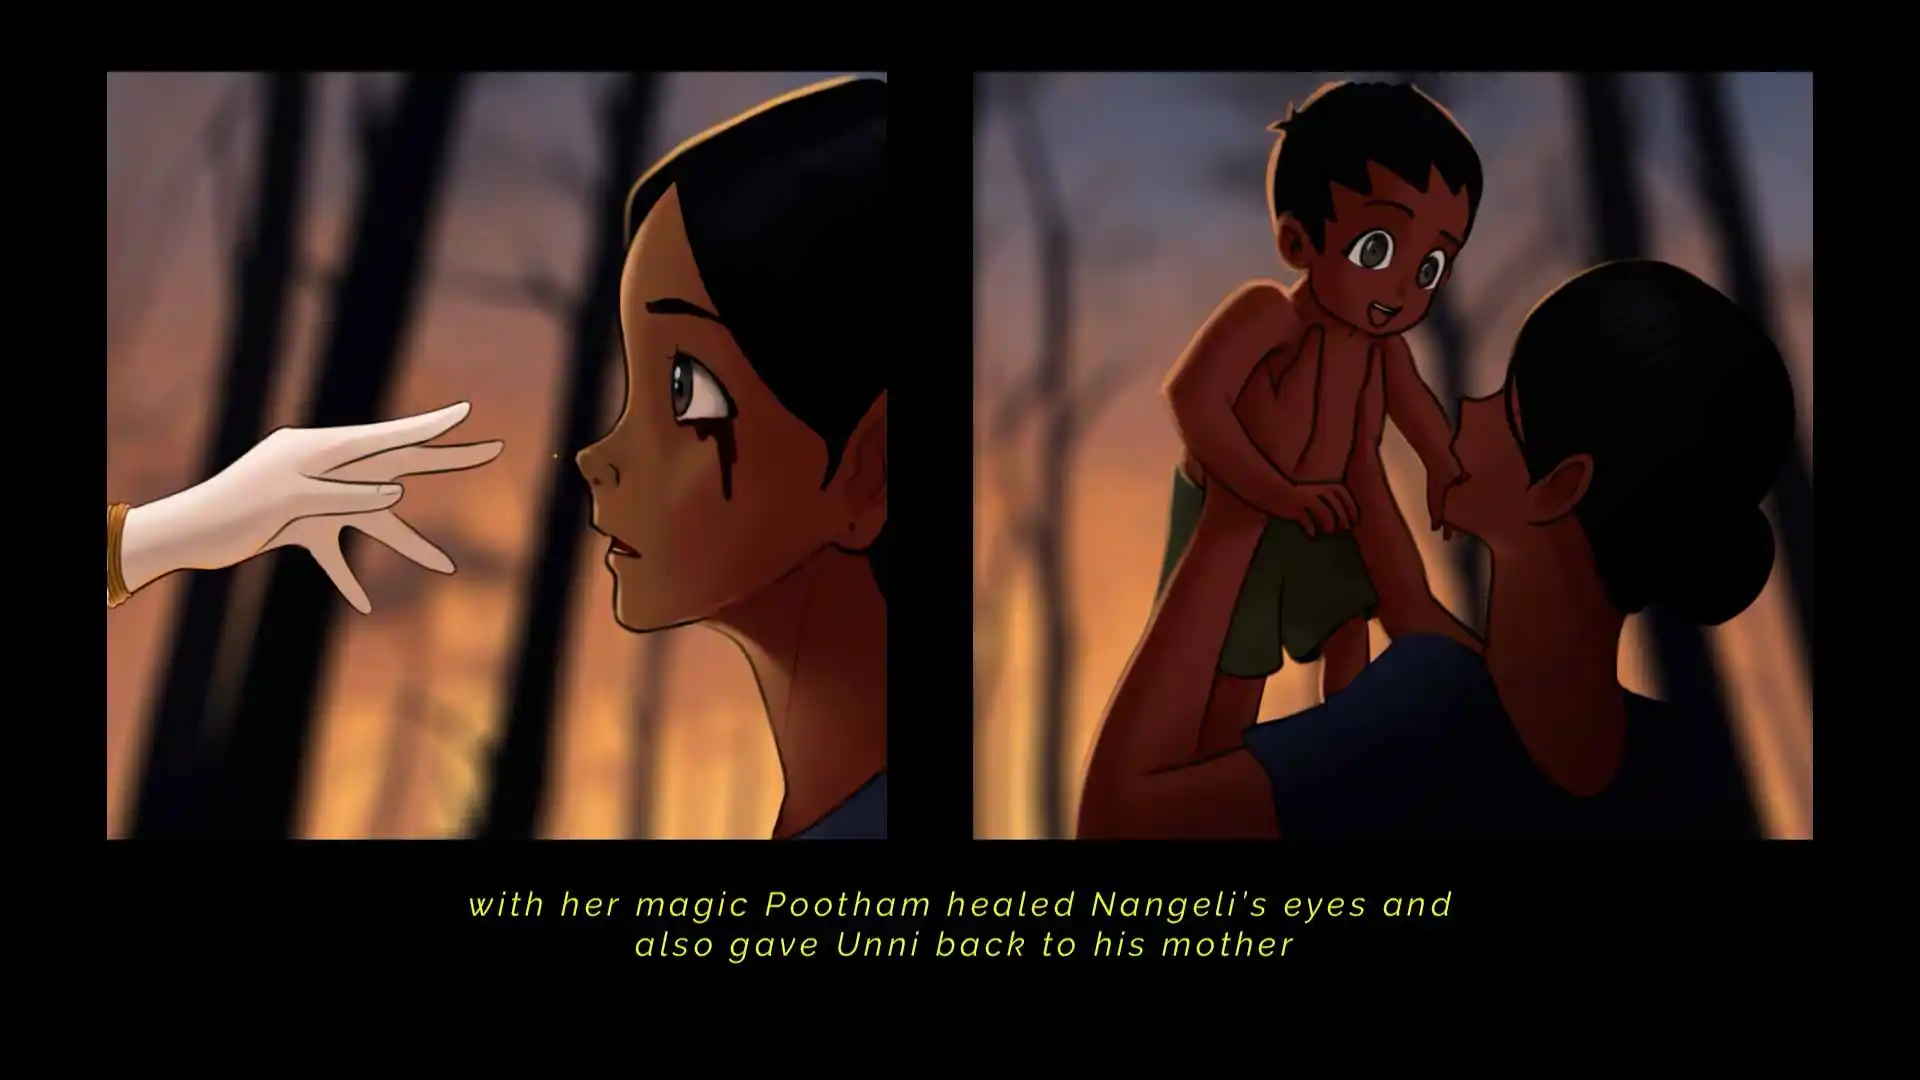 with her magic Pootham healed Nangeli's eyes and
also gave Unni back to his mother